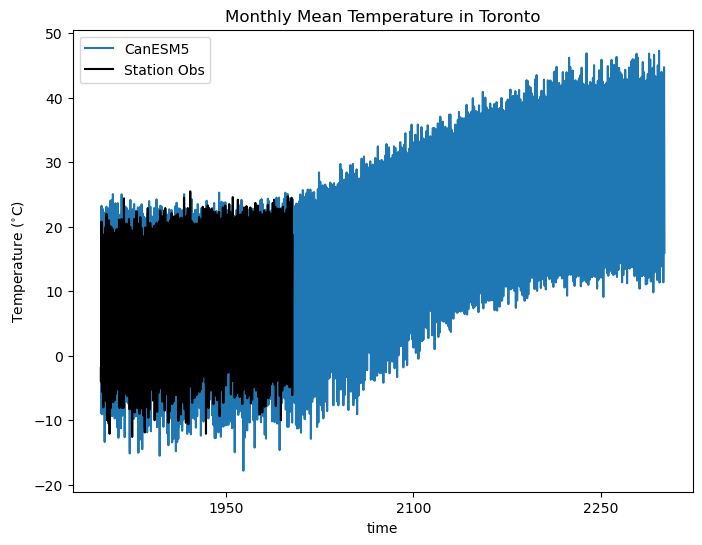 Monthly Mean Temperature in Toronto
CanESM5
Station Obs
Temperature (°C)
50
40
30
20
10
0
−10
−20
1950
2100
2250
time